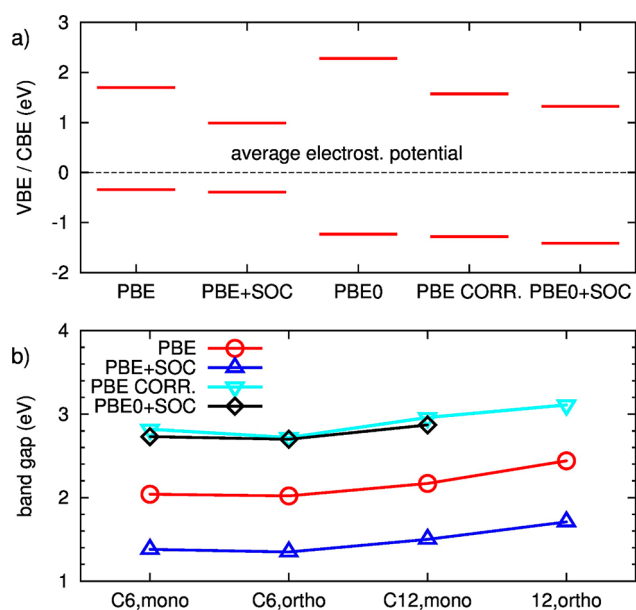 a)
3
2
1
0
-1
-2
VBE / CBE (eV)
average electrost. potential
PBE PBE+SOC PBE0 PBE CORR. PBE0+SOC
b)
4
3
2
1
band gap (eV)
PBE
PBE+SOC
PBE CORR.
PBE0+SOC
C6,mono C6,ortho C12,mono 12,ortho